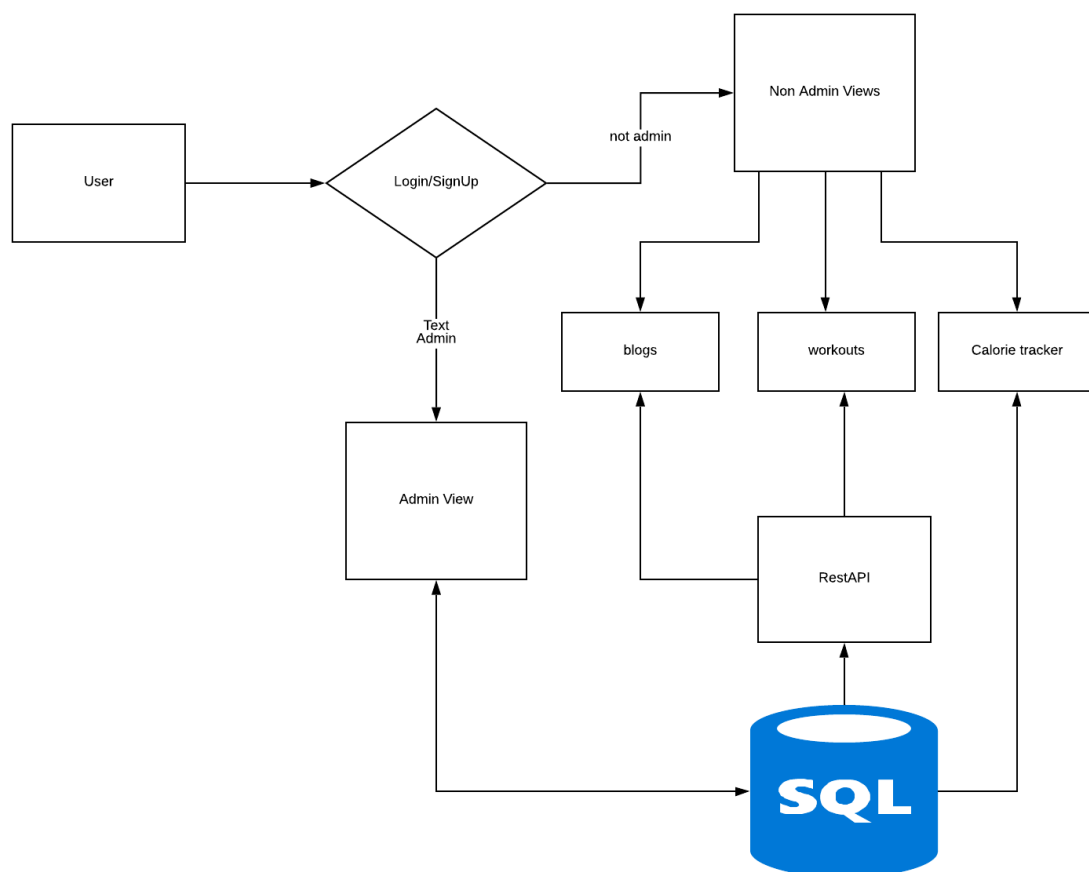 Non Admin Views
not admin
User
Login/SignUp
Text
Admin
blogs
workouts
Calorie tracker
Admin View
RestAPI
SQL